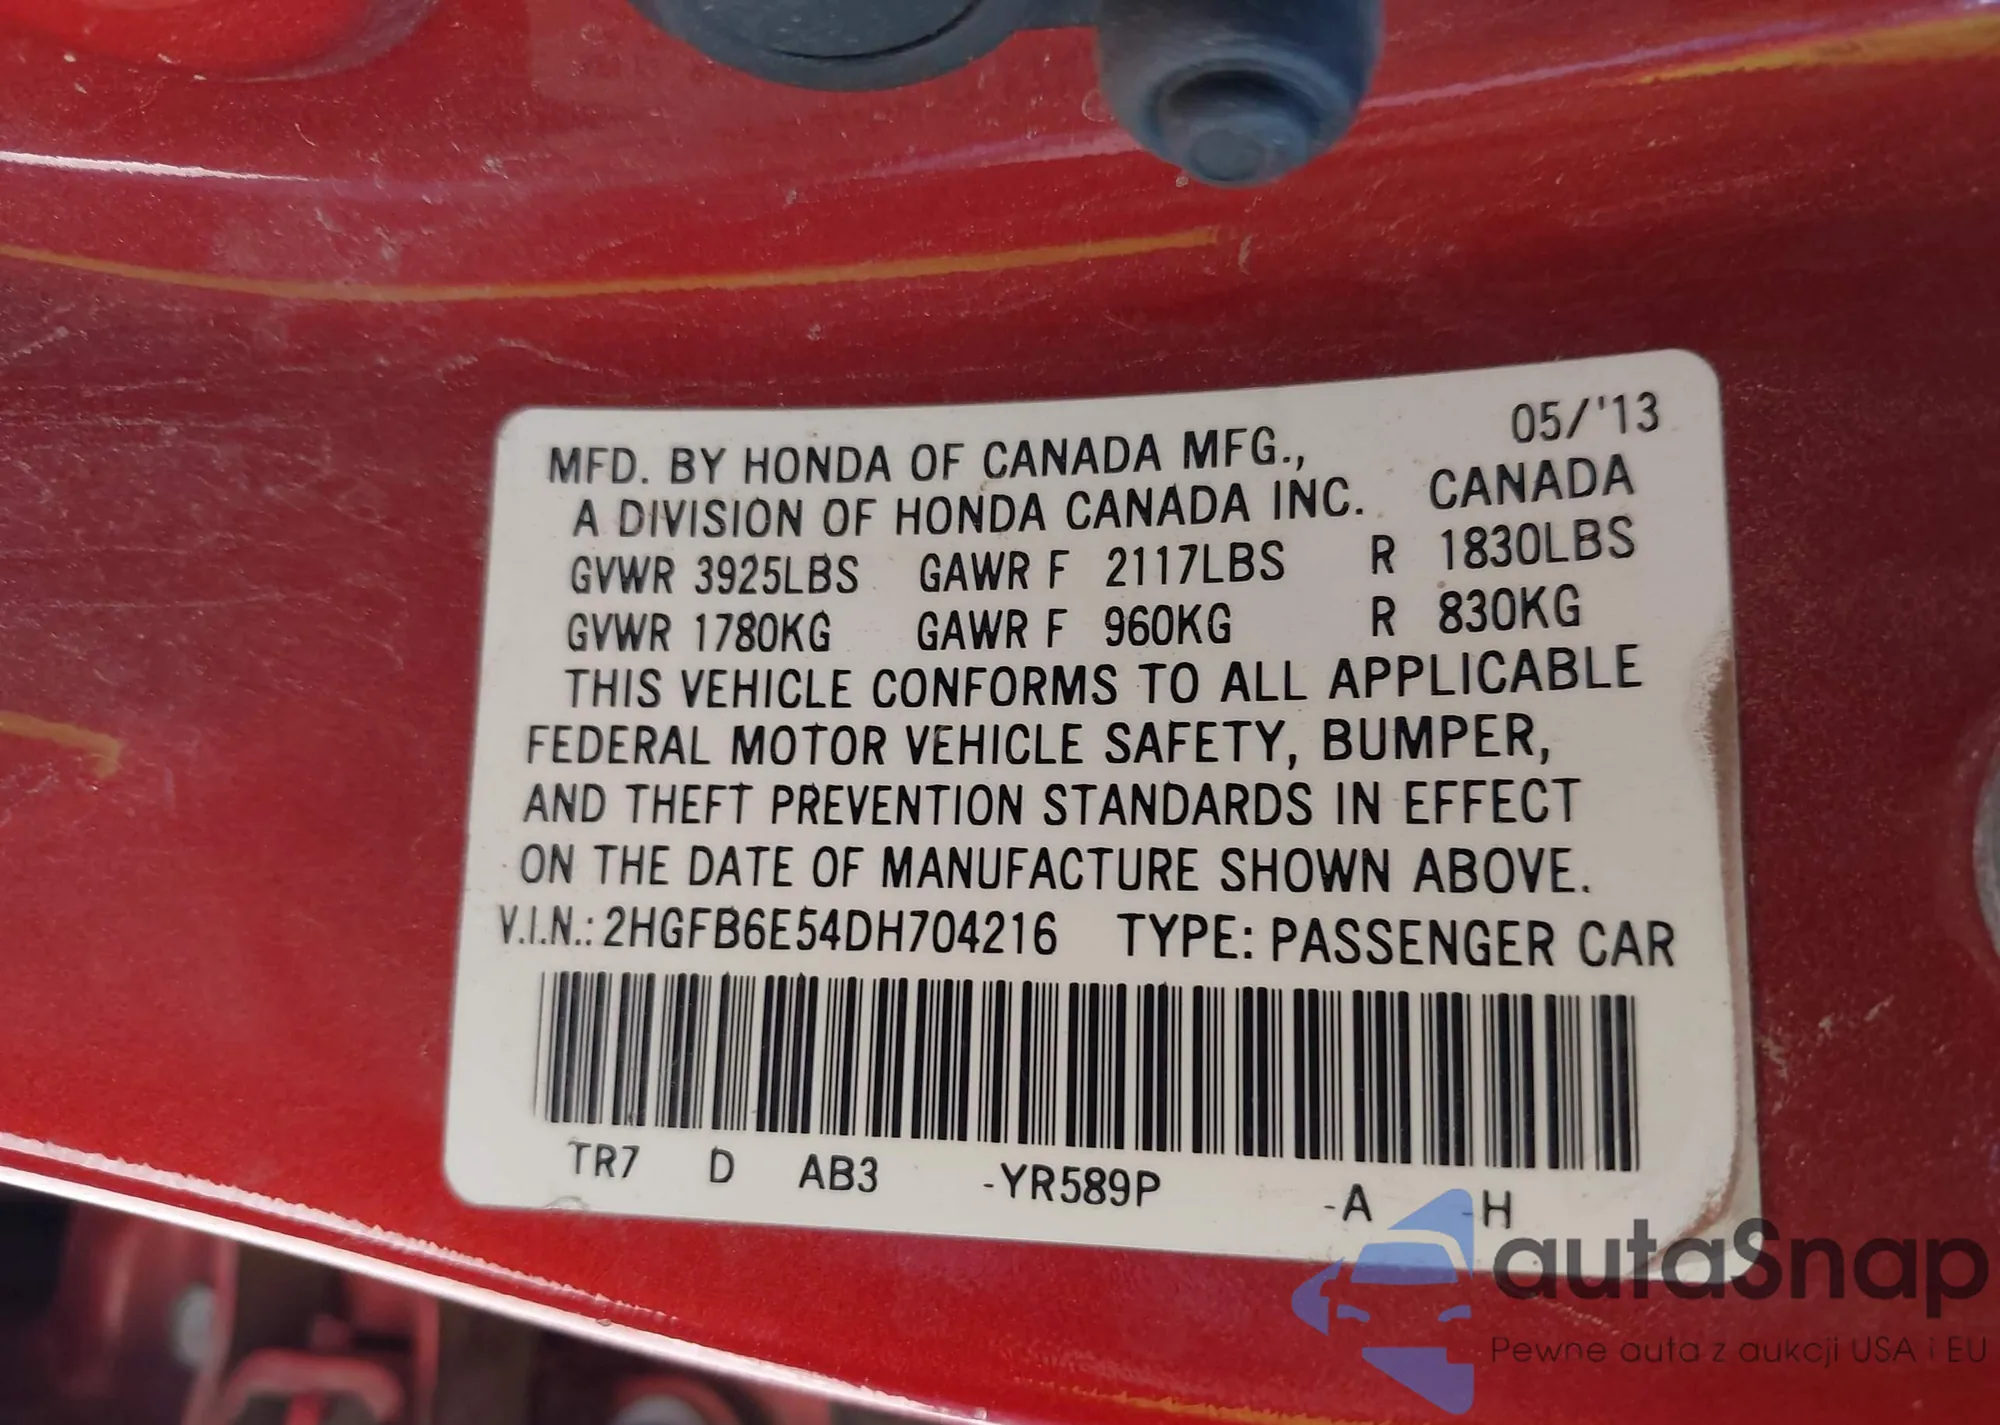 05/'13
MFD. BY HONDA OF CANADA MFG.,
A DIVISION OF HONDA CANADA INC. CANADA
GVWR 3925LBS GAWR F 2117LBS R 1830LBS
GVWR 1780KG GAWR F 960KG R 830KG
THIS VEHICLE CONFORMS TO ALL APPLICABLE
FEDERAL MOTOR VEHICLE SAFETY, BUMPER,
AND THEFT PREVENTION STANDARDS IN EFFECT
ON THE DATE OF MANUFACTURE SHOWN ABOVE.
V.I.N.: 2HGFB6E54DH704216 TYPE: PASSENGER CAR
TR7 D AB3 -YR589P -A -H
autaSnap
Pewne auta z aukcji USA i EU